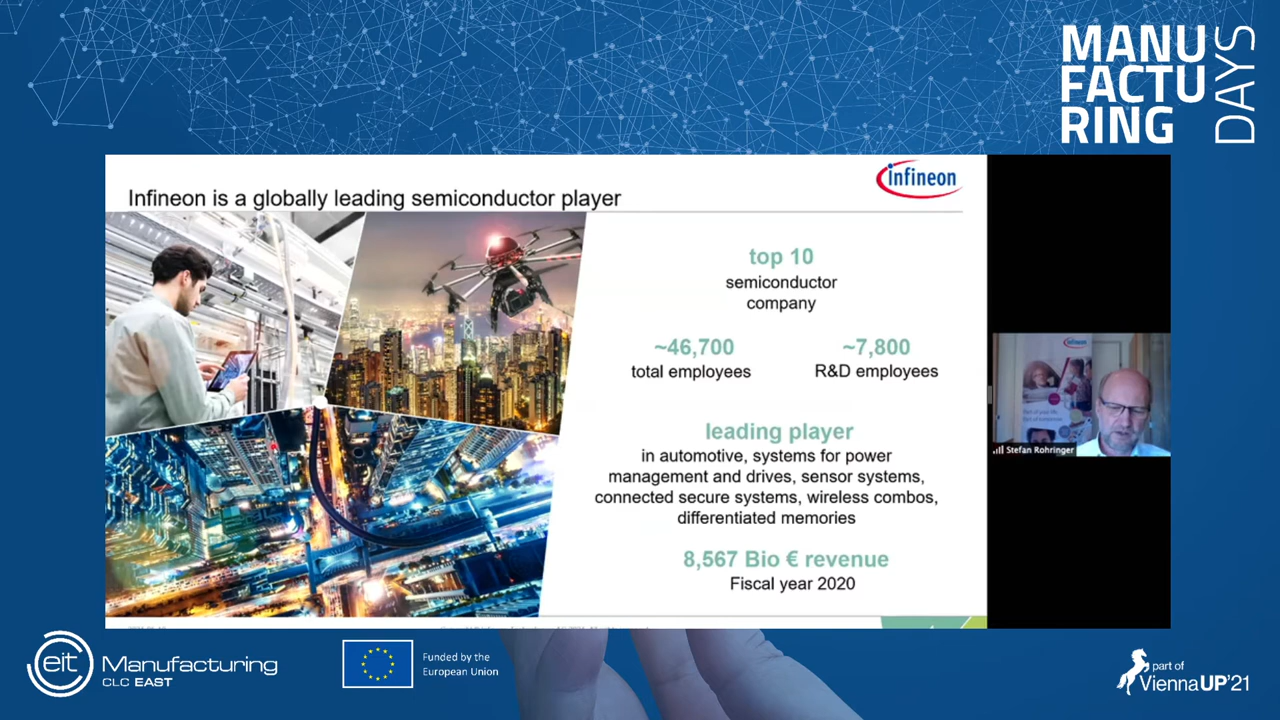 MANU
FACTU
RING
DAYS
infineon
Infineon is a globally leading semiconductor player
top 10
semiconductor
company
~46,700
total employees
~7,800
R&D employees
leading player
in automotive, systems for power
management and drives, sensor systems,
connected secure systems, wireless combos,
differentiated memories
8,567 Bio € revenue
Fiscal year 2020
infineon
Stefan Rohringer
eit Manufacturing
CLC EAST
Funded by the
European Union
part of
ViennaUP'21